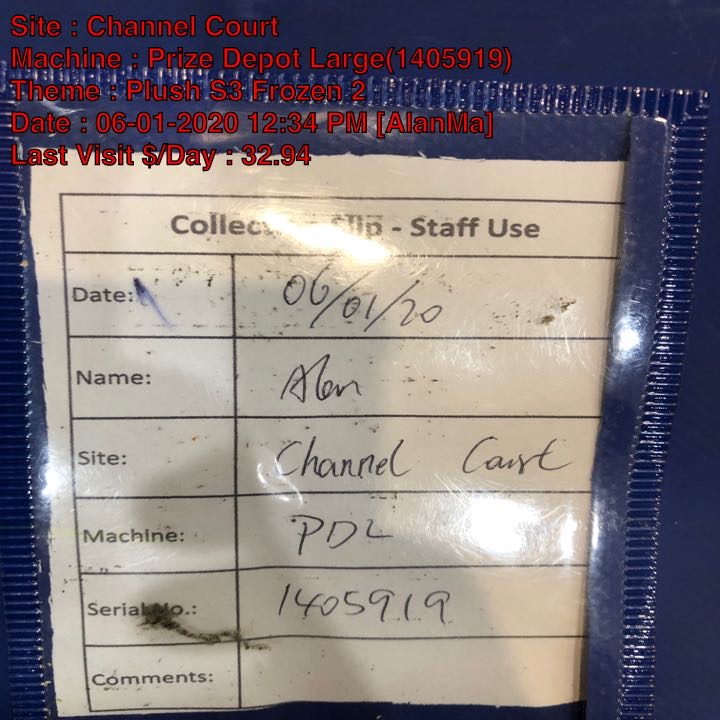 Site : Channel Court
Machine : Prize Depot Large(1405919)
Theme : Plush S3 Frozen 2
Date : 06-01-2020 12:34 PM [AlanMa]
Last Visit $/Day : 32.94
Collection Slip - Staff Use
Date: 06/01/20
Name: Alan
Site: Channel Court
Machine: PDL
Serial No.: 1405919
Comments: